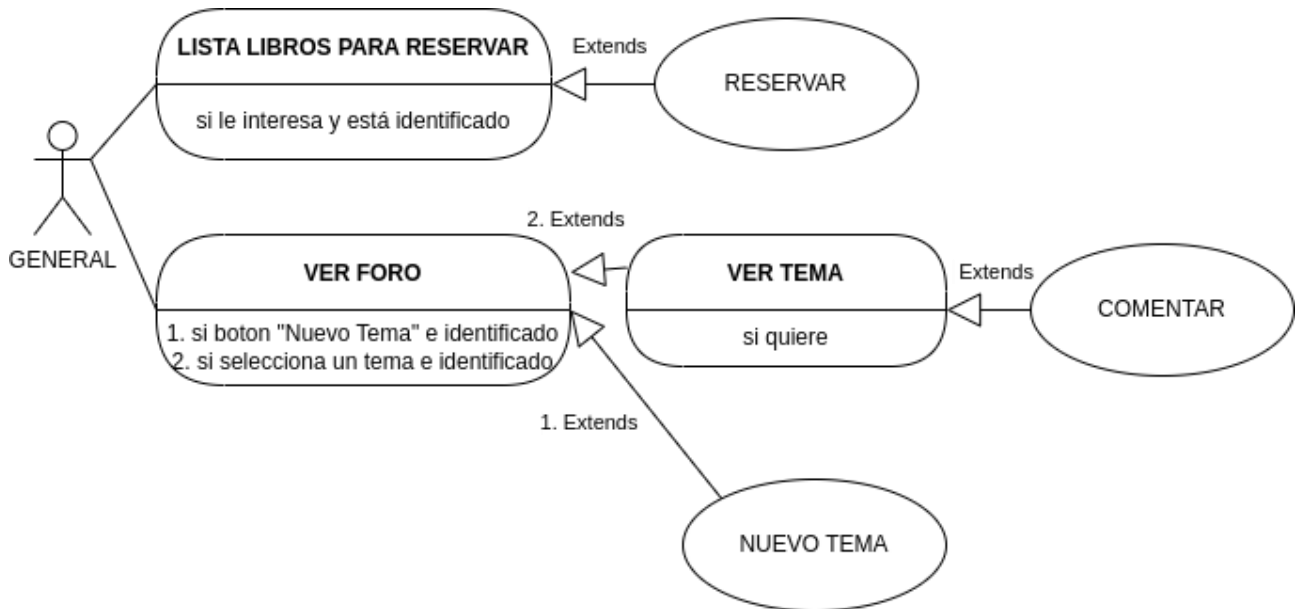 LISTA LIBROS PARA RESERVAR
Extends
RESERVAR
si le interesa y está identificado
GENERAL
2. Extends
VER FORO
VER TEMA
Extends
COMENTAR
1. si boton "Nuevo Tema" e identificado
2. si selecciona un tema e identificado
si quiere
1. Extends
NUEVO TEMA